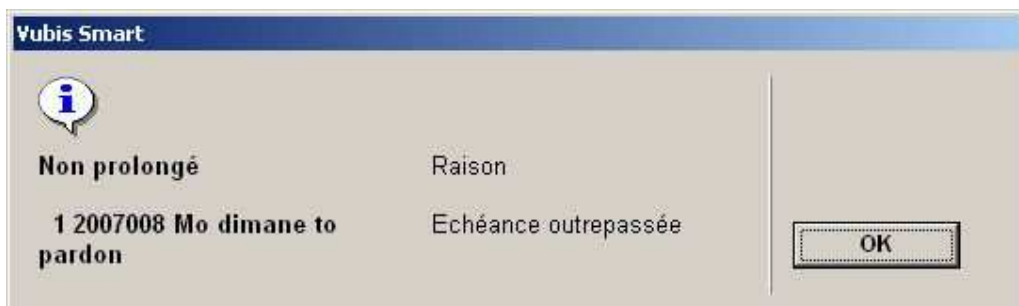 Vubis Smart
Non prolongé Raison
1 2007008 Mo dimane to Echéance outrepassée
pardon
OK